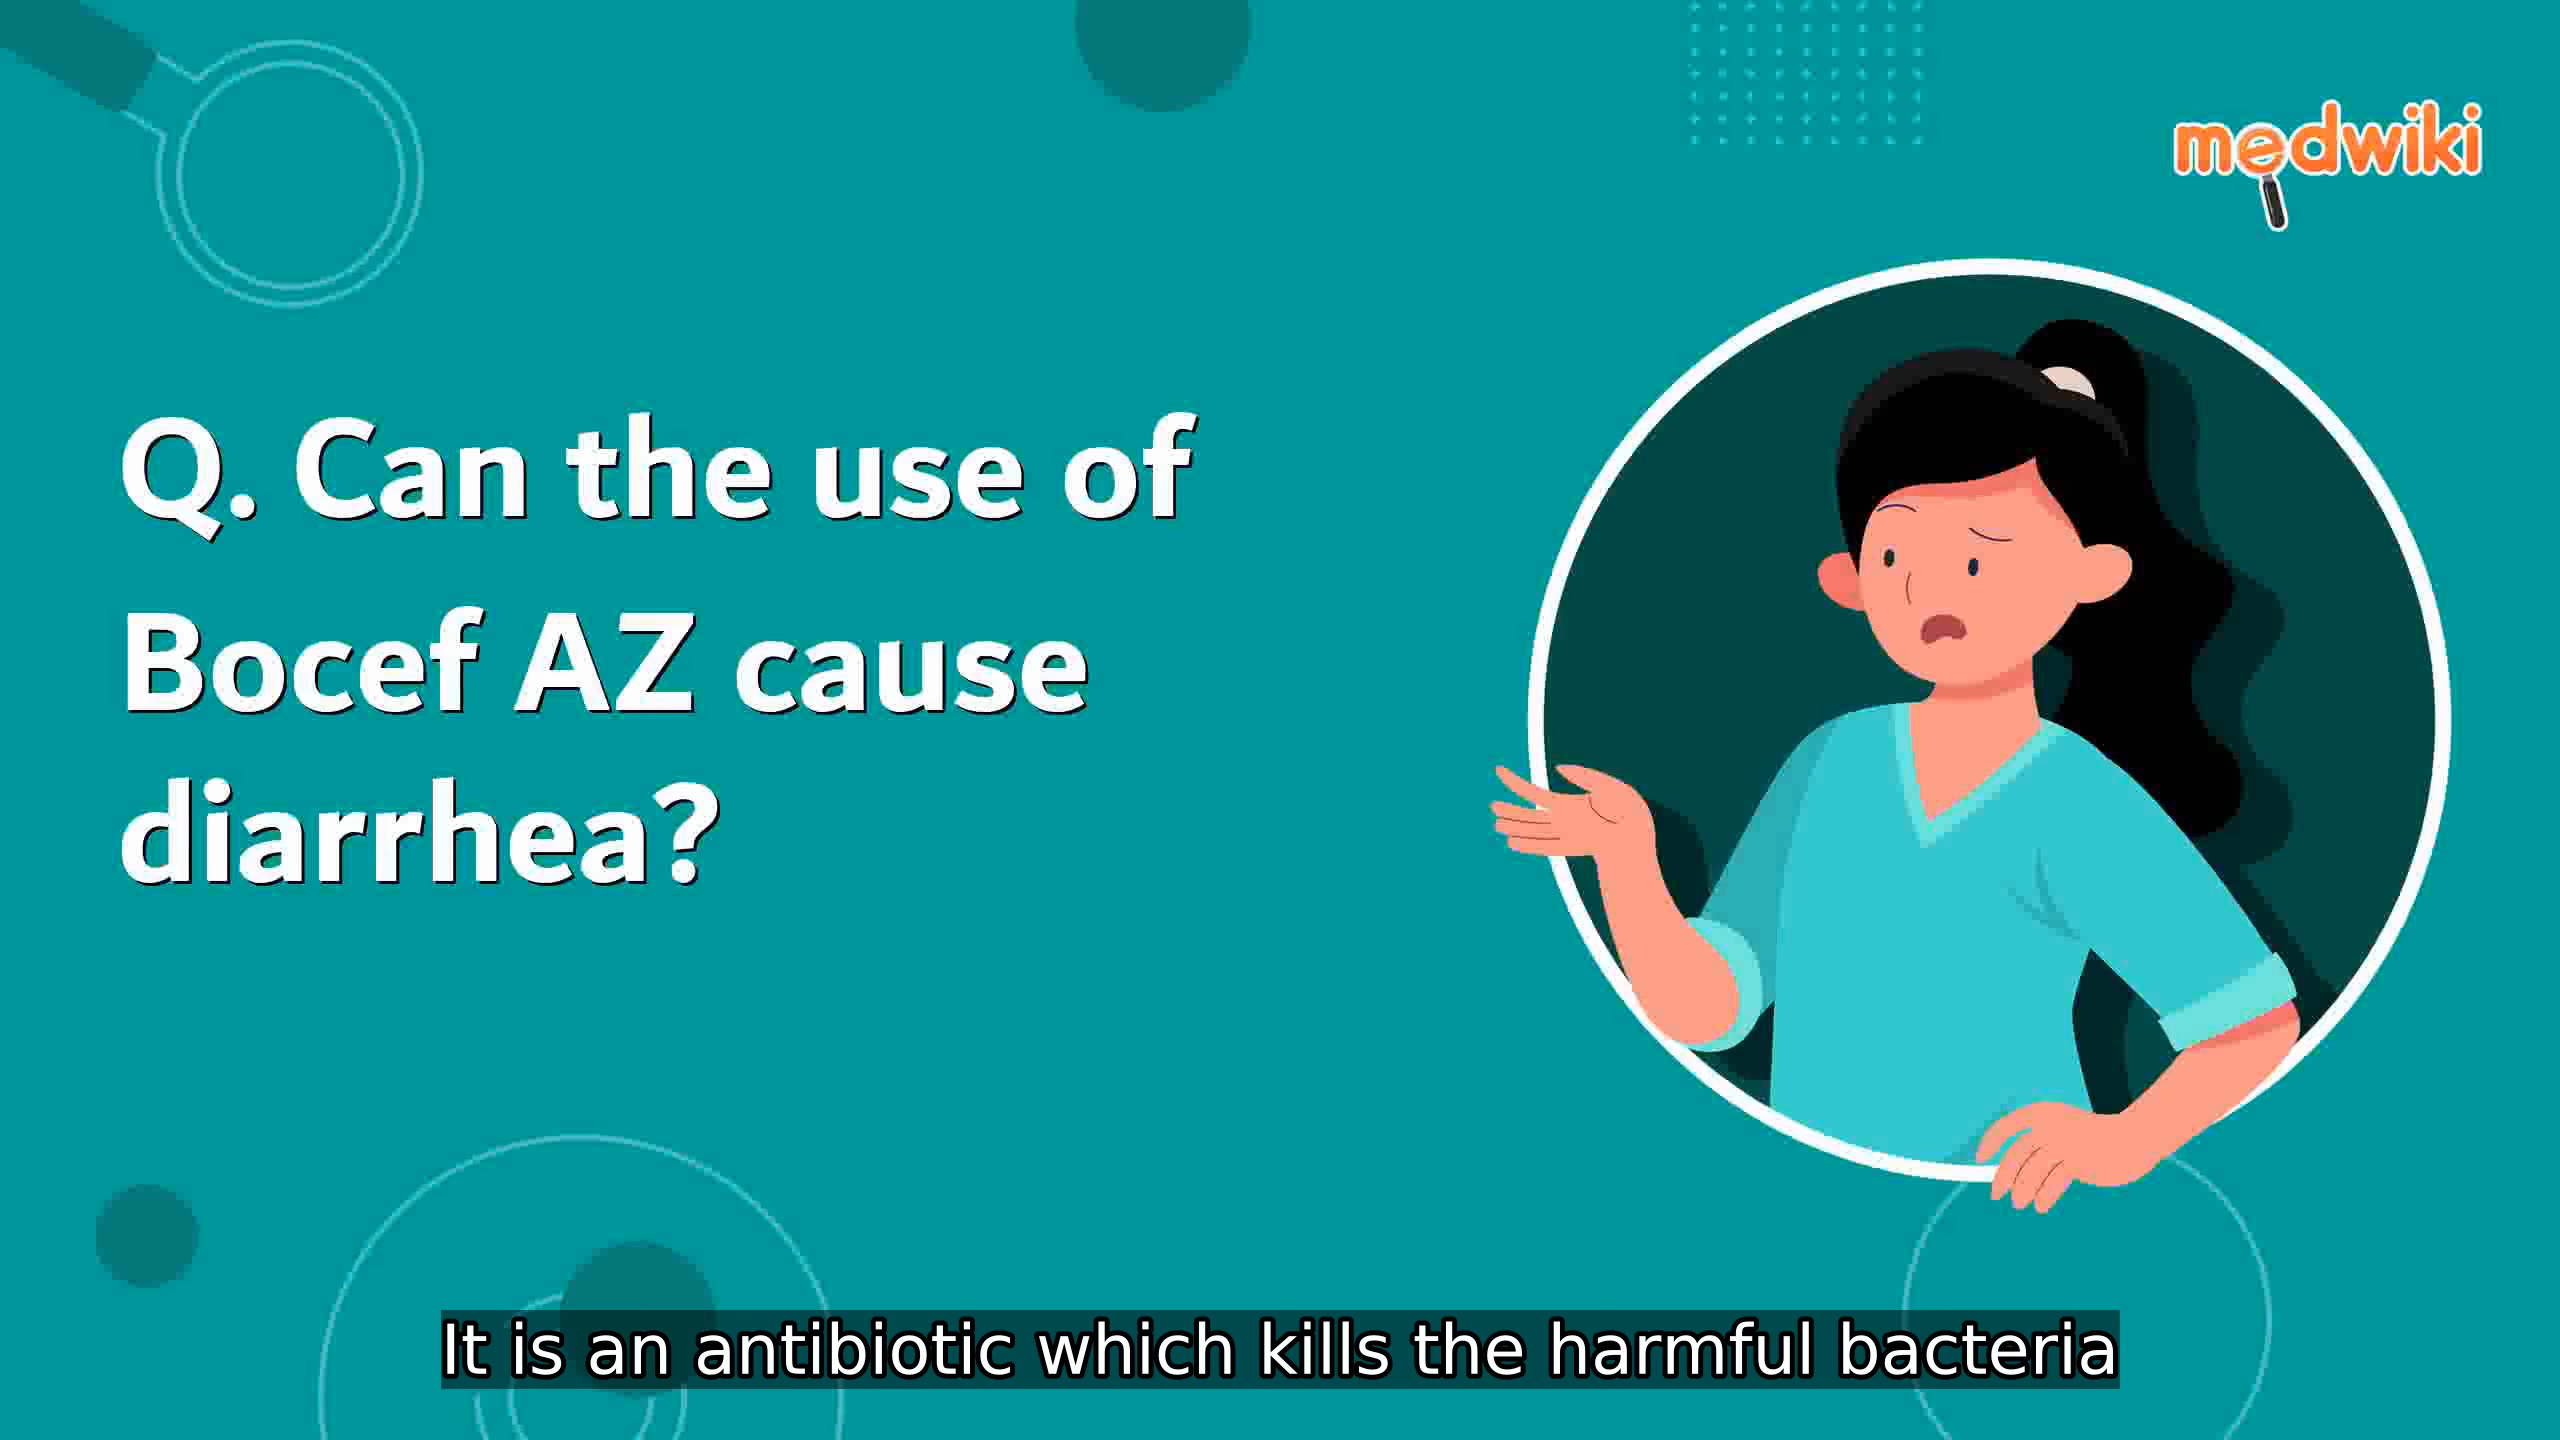 medwiki
Q. Can the use of
Bocef AZ cause
diarrhea?
It is an antibiotic which kills the harmful bacteria